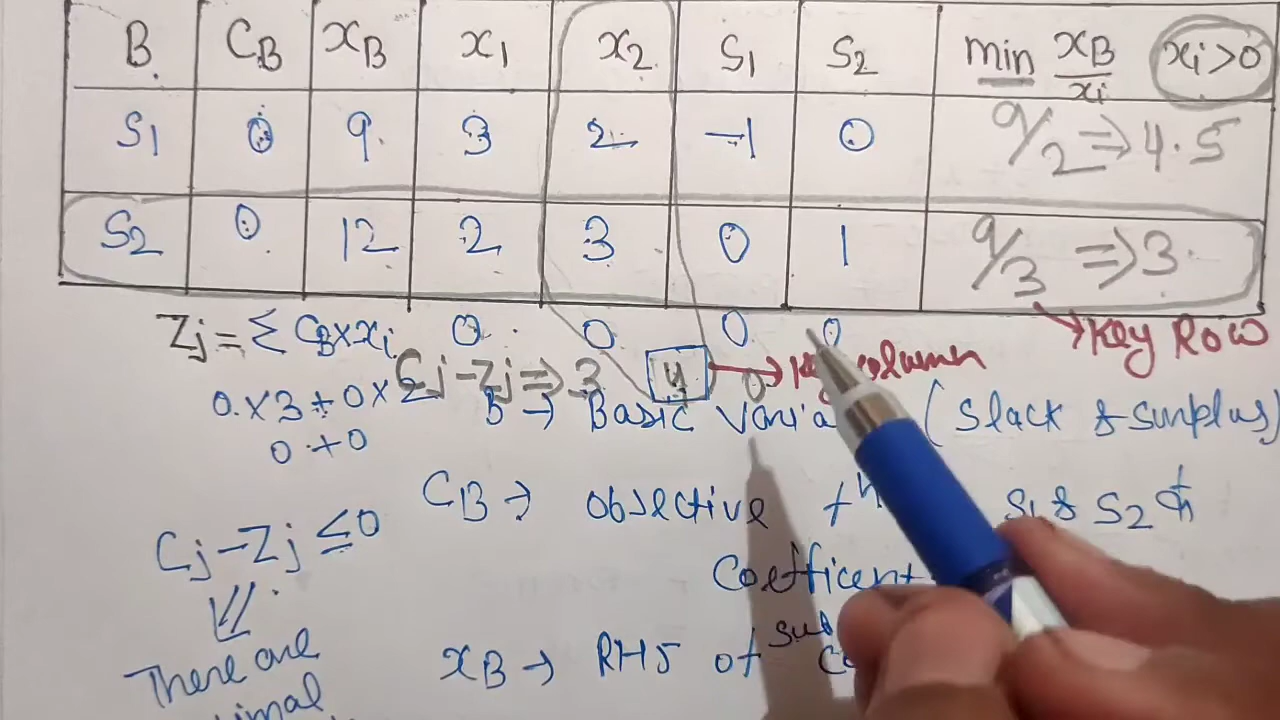 B CB xB x1 x2 S1 S2 min xB/xi xi>0
S1 0 9 3 2 -1 0 9/2 ⇒ 4.5
S2 0 12 2 3 0 1 9/3 ⇒ 3
Zj = Σ CB×xi 0 0 0 0 → Key Row
Cj-Zj ⇒ 3 4 → column 0
0×3+0×2
B → Basic (Slack & Surplus)
0+0
CB → Objective S1 & S2
Cj-Zj ≤0
Coefficent
There are
xB → RHS of